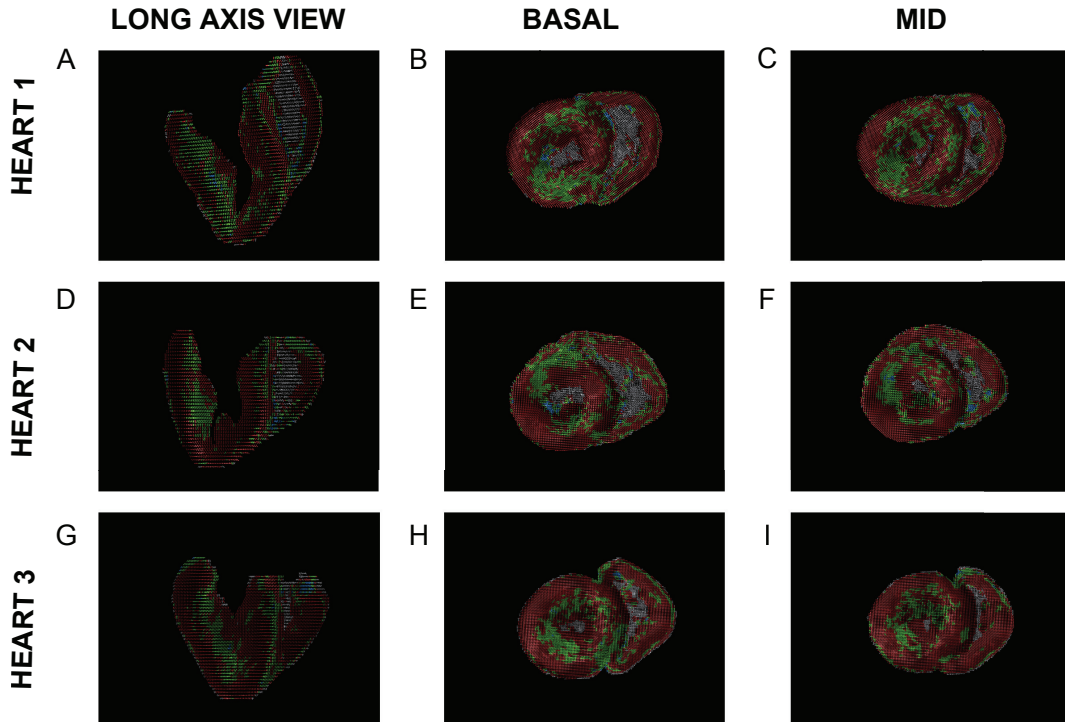 LONG AXIS VIEW BASAL MID
HEART 1
A B C
HEART 2
D E F
HEART 3
G H I